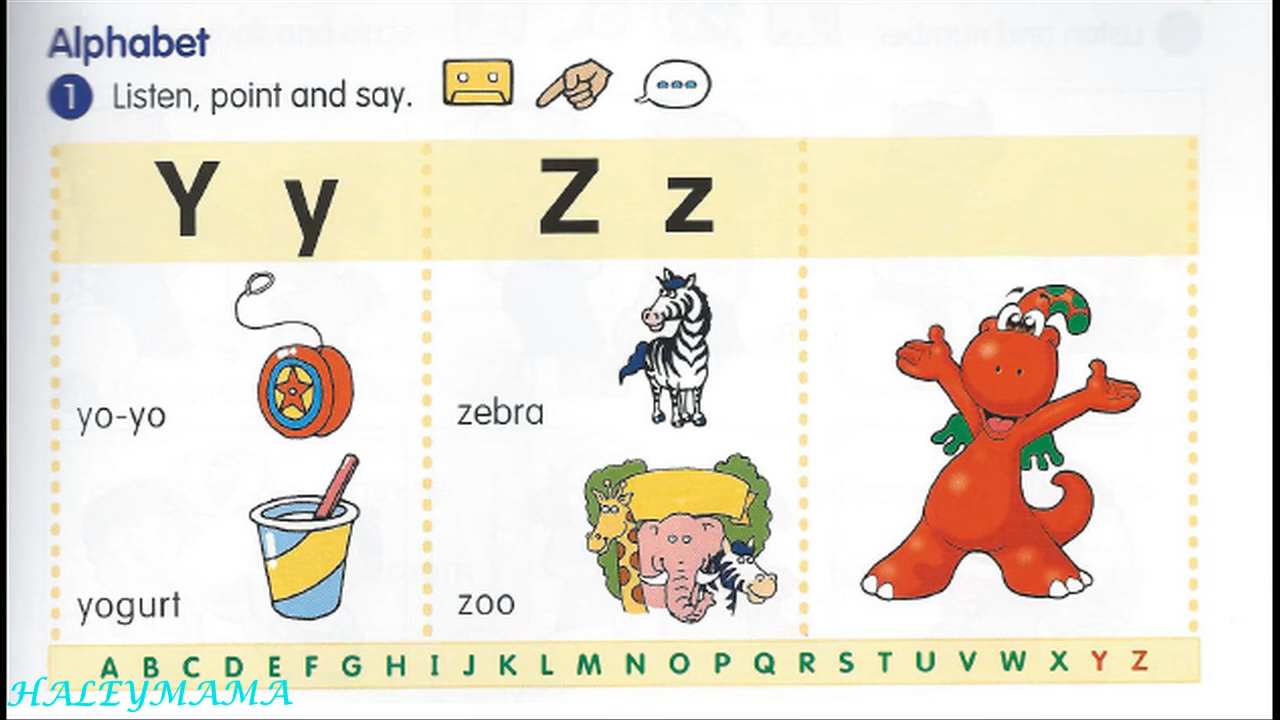 Alphabet
1 Listen, point and say.
Y y Z z
yo-yo
zebra
yogurt
zoo
A B C D E F G H I J K L M N O P Q R S T U V W X Y Z
HALEYMAMA